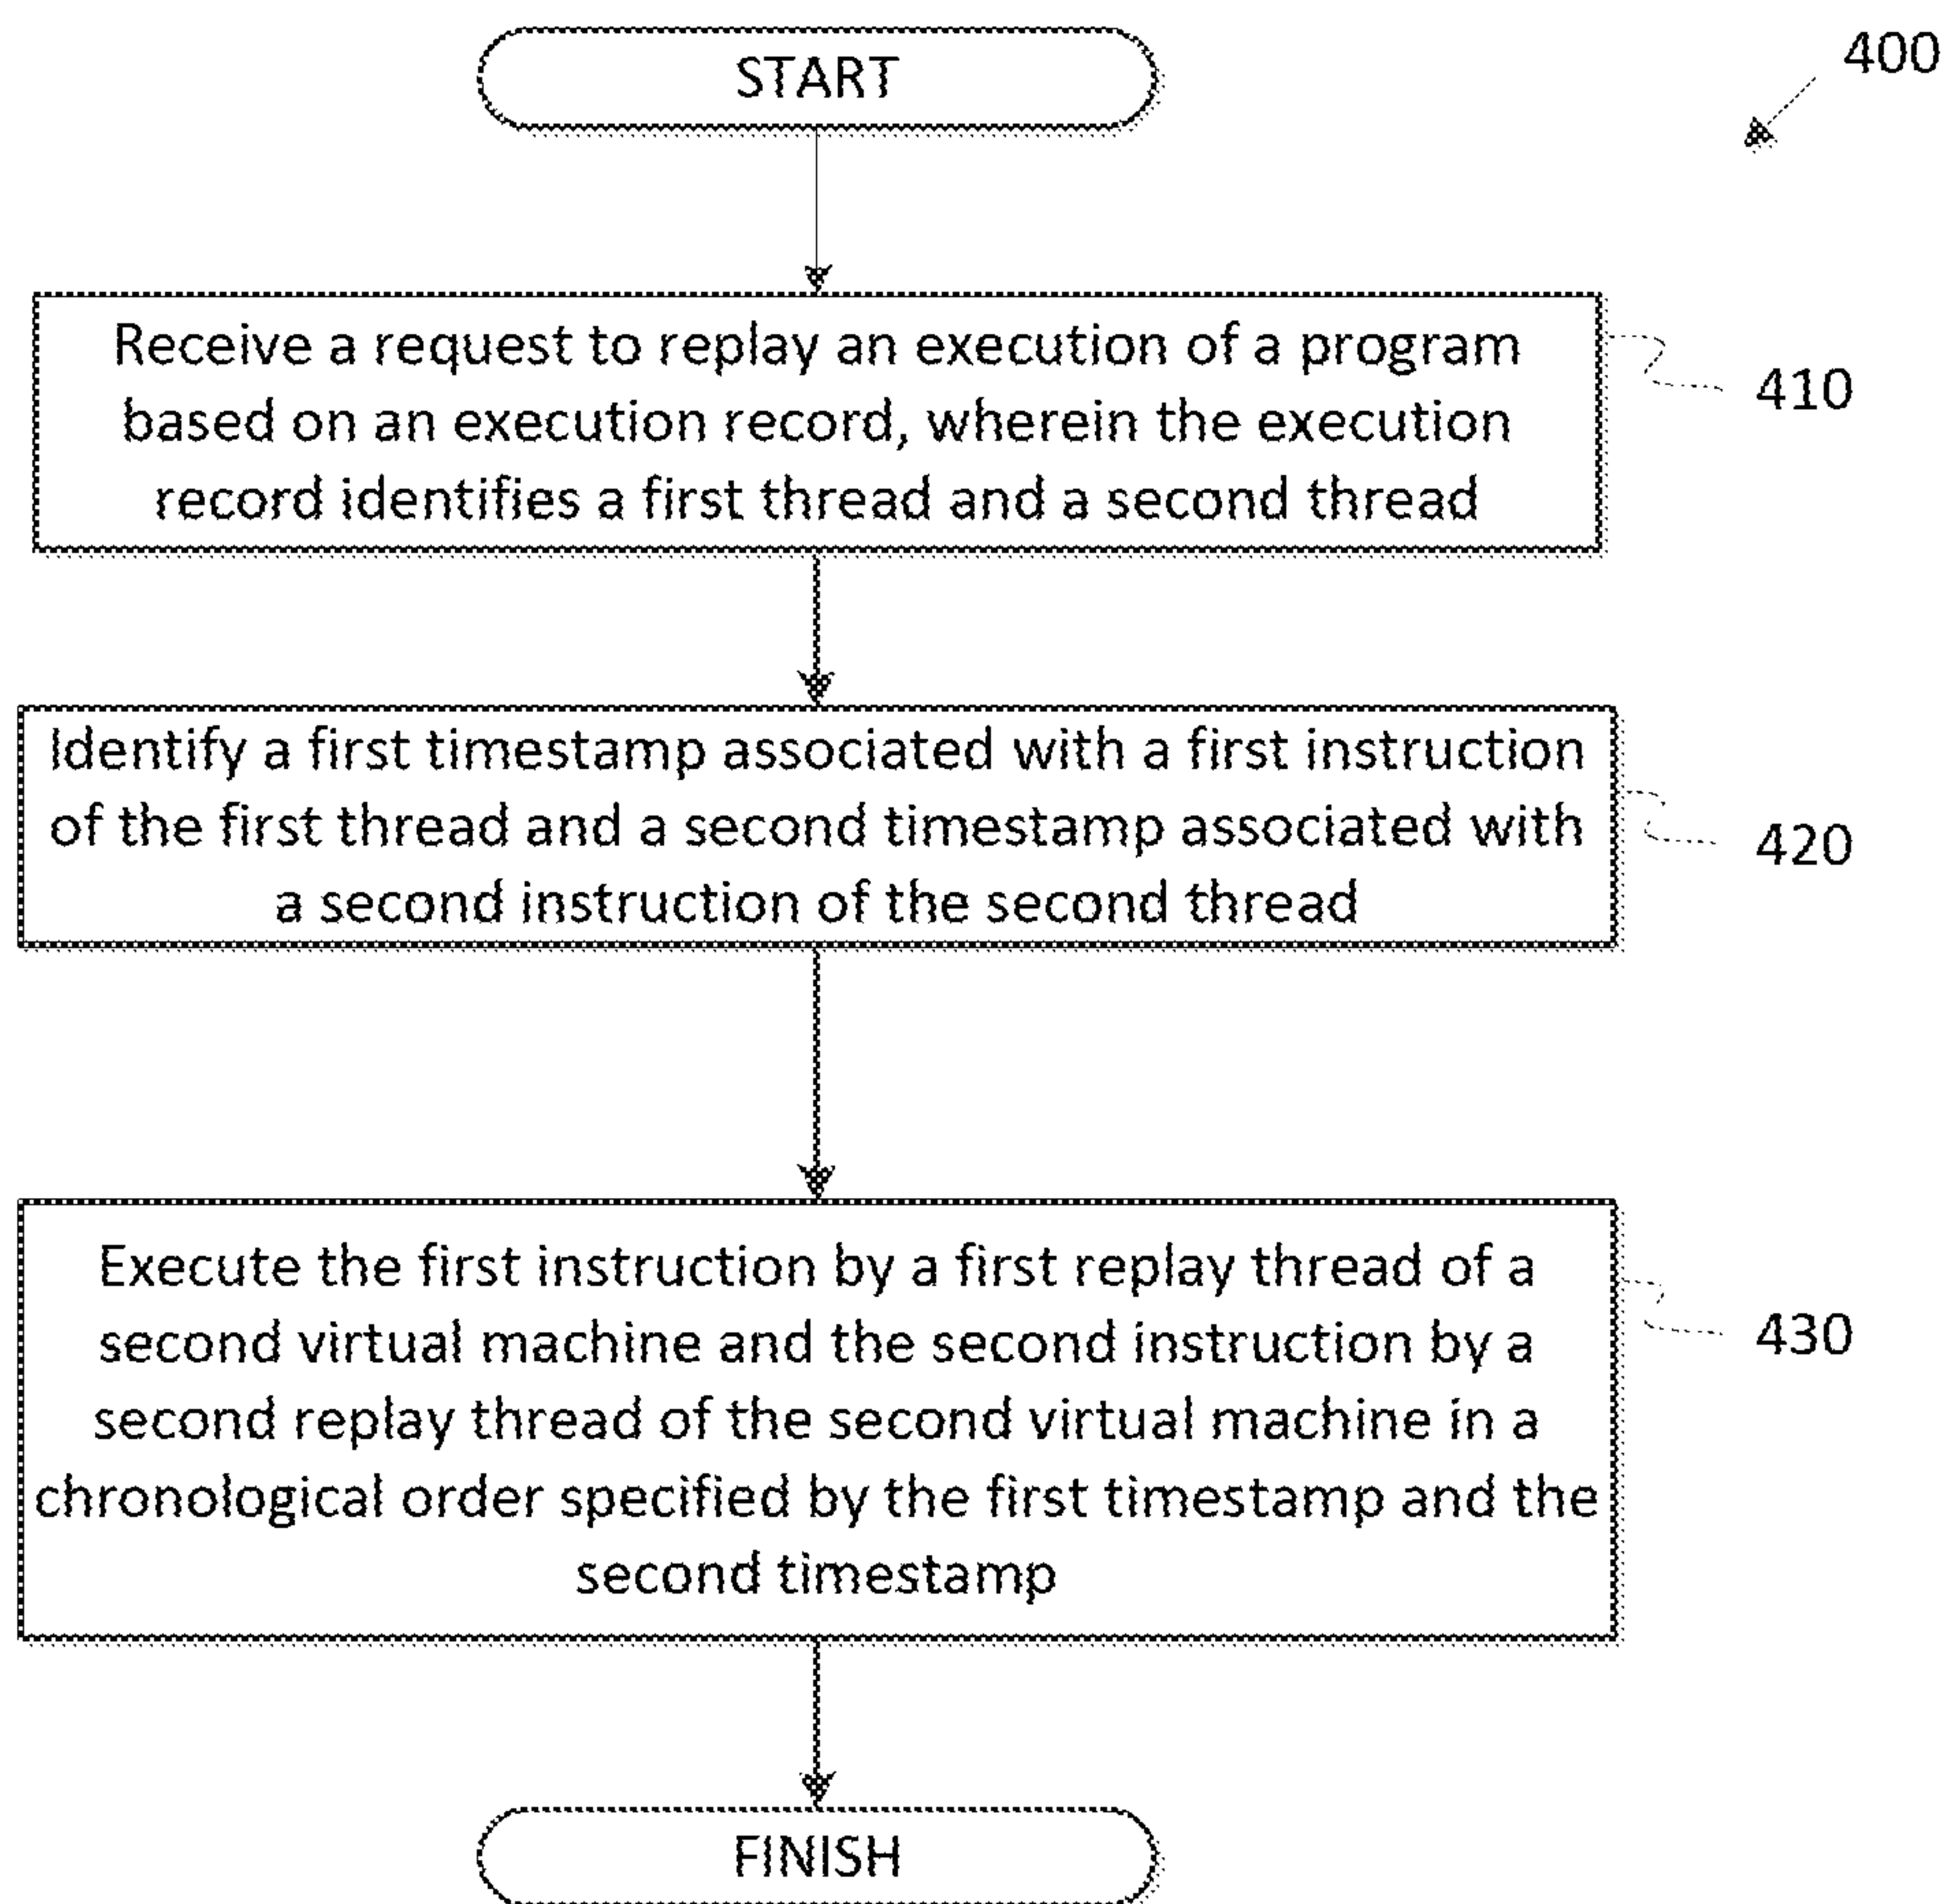 START
400
Receive a request to replay an execution of a program
based on an execution record, wherein the execution
record identifies a first thread and a second thread
410
Identify a first timestamp associated with a first instruction
of the first thread and a second timestamp associated with
a second instruction of the second thread
420
Execute the first instruction by a first replay thread of a
second virtual machine and the second instruction by a
second replay thread of the second virtual machine in a
chronological order specified by the first timestamp and the
second timestamp
430
FINISH